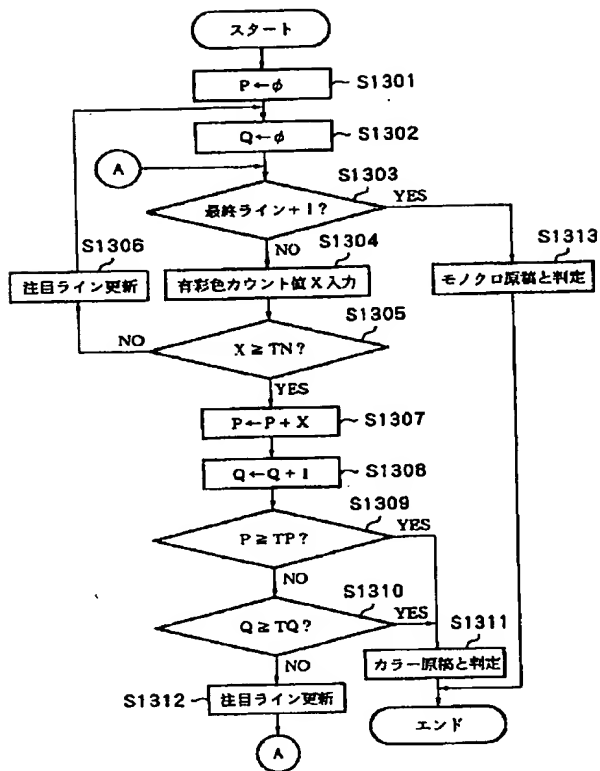 スタート
P←φ S1301
Q←φ S1302
A
S1303
最終ライン+1? YES
NO
S1304
有彩色カウント値X入力
S1306
注目ライン更新
S1313
モノクロ原稿と判定
S1305
X≧TN?
NO
YES
P←P+X S1307
Q←Q+1 S1308
S1309
P≧TP? YES
NO
S1310
Q≧TQ? YES
NO
S1311
カラー原稿と判定
S1312 注目ライン更新
エンド
A